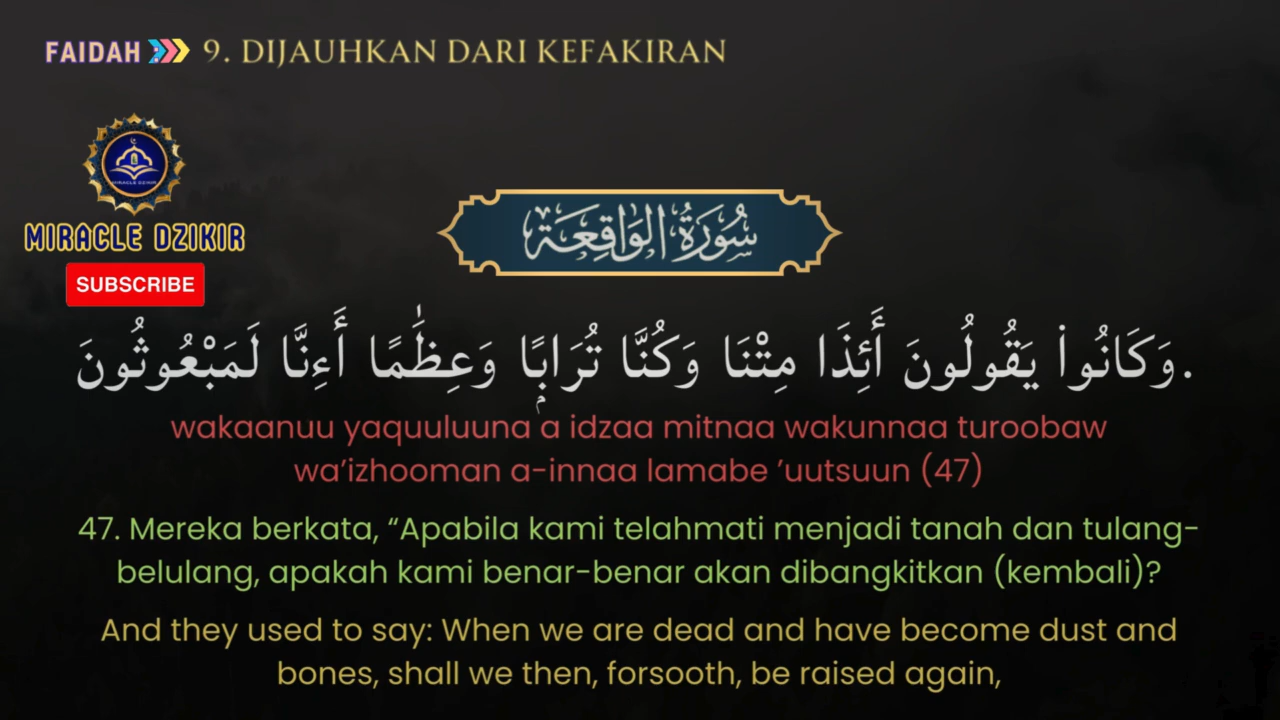 FAIDAH 9. DIJAUHKAN DARI KEFAKIRAN
MIRACLE DZIKIR
MIRACLE DZIKIR
SUBSCRIBE
سُورَةُ الوَاقِعَة
وَكَانُوا۟ يَقُولُونَ أَئِذَا مِتْنَا وَكُنَّا تُرَابًۭا وَعِظَٰمًا أَءِنَّا لَمَبْعُوثُونَ.
wakaanuu yaquuluuna a idzaa mitnaa wakunnaa turoobaw
wa’izhooman a-innaa lamabe ’uutsuun (47)
47. Mereka berkata, “Apabila kami telahmati menjadi tanah dan tulang-
belulang, apakah kami benar-benar akan dibangkitkan (kembali)?
And they used to say: When we are dead and have become dust and
bones, shall we then, forsooth, be raised again,